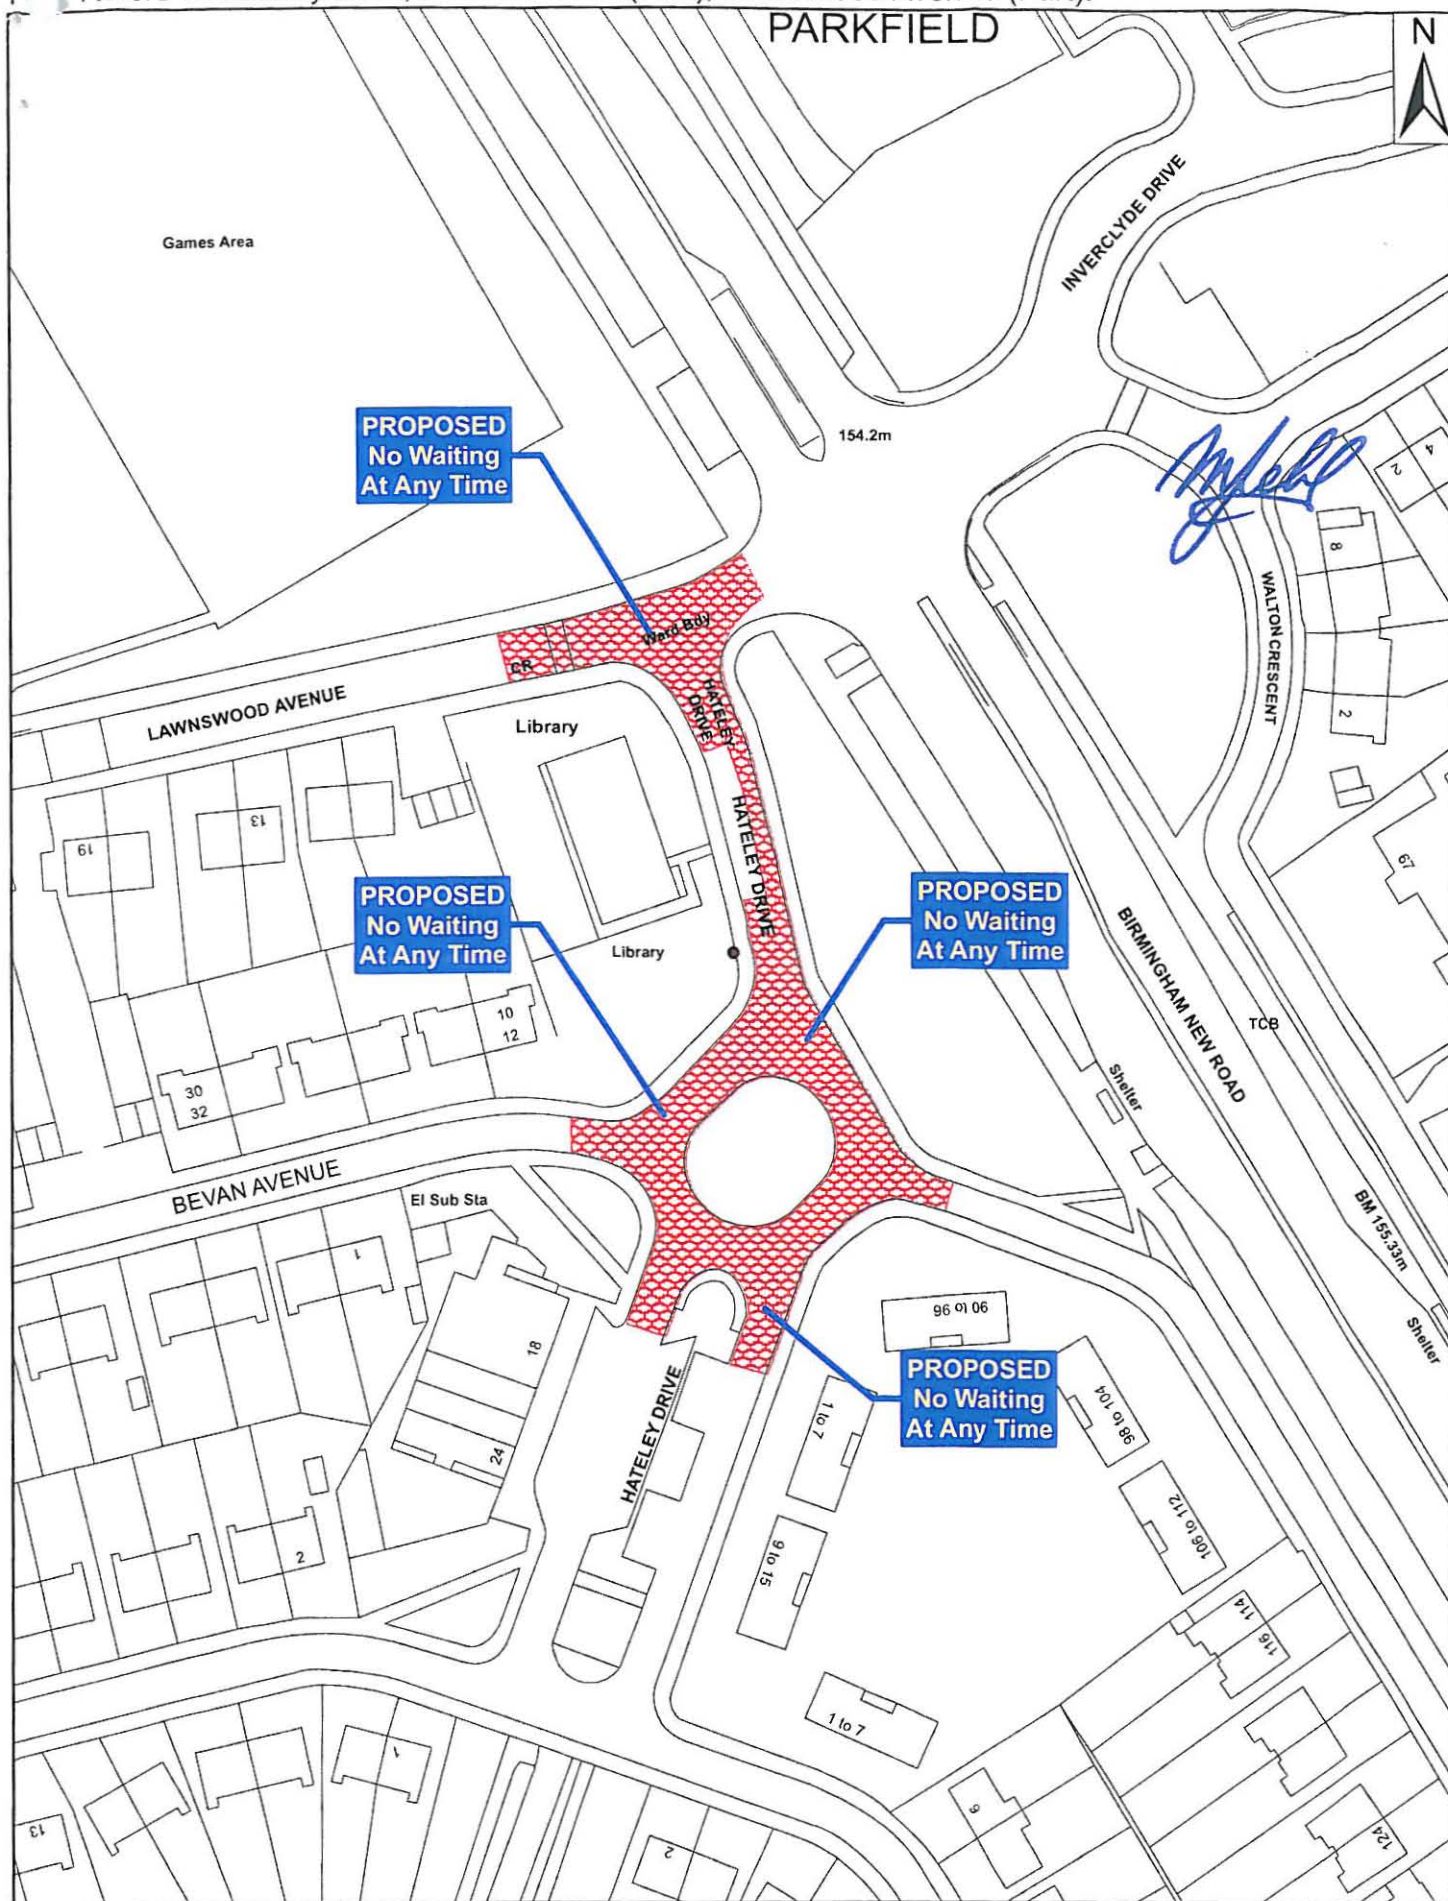 PARKFIELD
N
INVERCLYDE DRIVE
Games Area
PROPOSED
No Waiting
At Any Time
154.2m
4
2
8
WALTON CRESCENT
2
Ward Bdy
CR
HATELEY
DRIVE
LAWNSWOOD AVENUE
Library
HATELEY DRIVE
13
19
67
PROPOSED
No Waiting
At Any Time
PROPOSED
No Waiting
At Any Time
Library
BIRMINGHAM NEW ROAD
10
12
TCB
30
32
Shelter
BEVAN AVENUE
El Sub Sta
BM 155.33m
1
90 to 96
Shelter
18
PROPOSED
No Waiting
At Any Time
HATELEY DRIVE
1 to 7
98 to 104
24
106 to 112
2
9 to 15
114
116
1 to 7
1
9
13
2
124